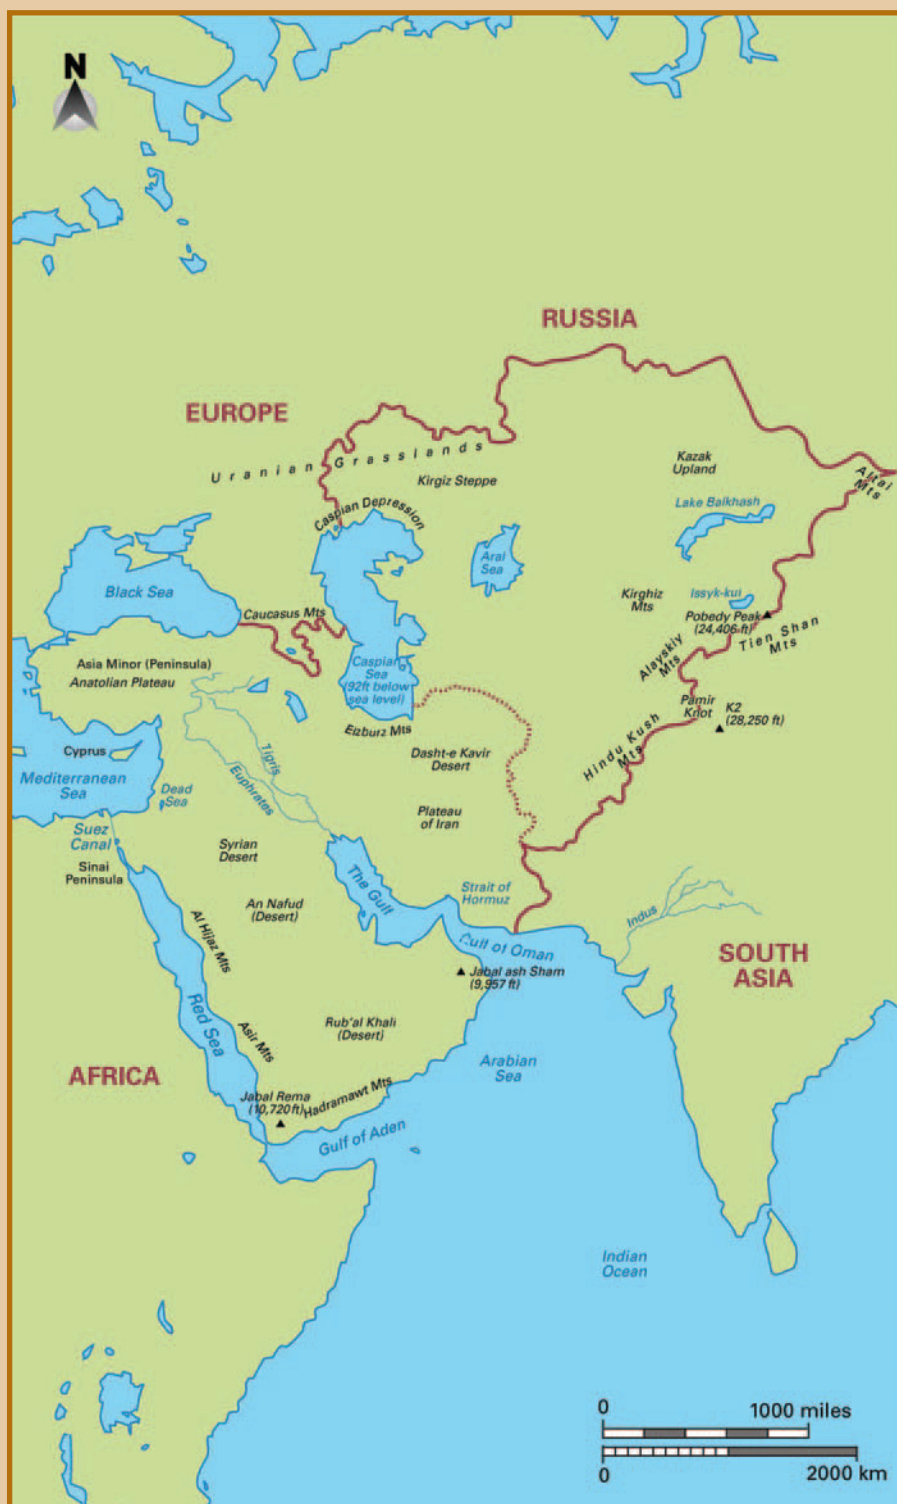 N
RUSSIA
EUROPE
Uranian Grasslands
Kirgiz Steppe
Kazak
Upland
Altai
Mts
Lake Balkhash
Caspian Depression
Aral
Sea
Black Sea
Kirghiz
Mts
Issyk-kui
Caucasus Mts
Pobedy Peak
(24,406 ft)
Tien Shan
Mts
Asia Minor (Peninsula)
Anatolian Plateau
Caspian
Sea
(92ft below
sea level)
Alayskiy
Mts
Pamir
Knot
K2
(28,250 ft)
Elzburz Mts
Hindu Kush
Mts
Cyprus
Tigris
Dasht-e Kavir
Desert
Mediterranean
Sea
Euphrates
Dead
Sea
Plateau
of Iran
Suez
Canal
Syrian
Desert
Sinai
Peninsula
The Gulf
Strait of
Hormuz
An Nafud
(Desert)
Indus
Al Hijaz Mts
Gulf of Oman
SOUTH
ASIA
Jabal ash Sham
(9,957 ft)
Red Sea
Rub'al Khali
(Desert)
Asir Mts
Arabian
Sea
AFRICA
Jabal Rema
(10,720ft)
Hadramawt Mts
Gulf of Aden
Indian
Ocean
0
1000 miles
0
2000 km